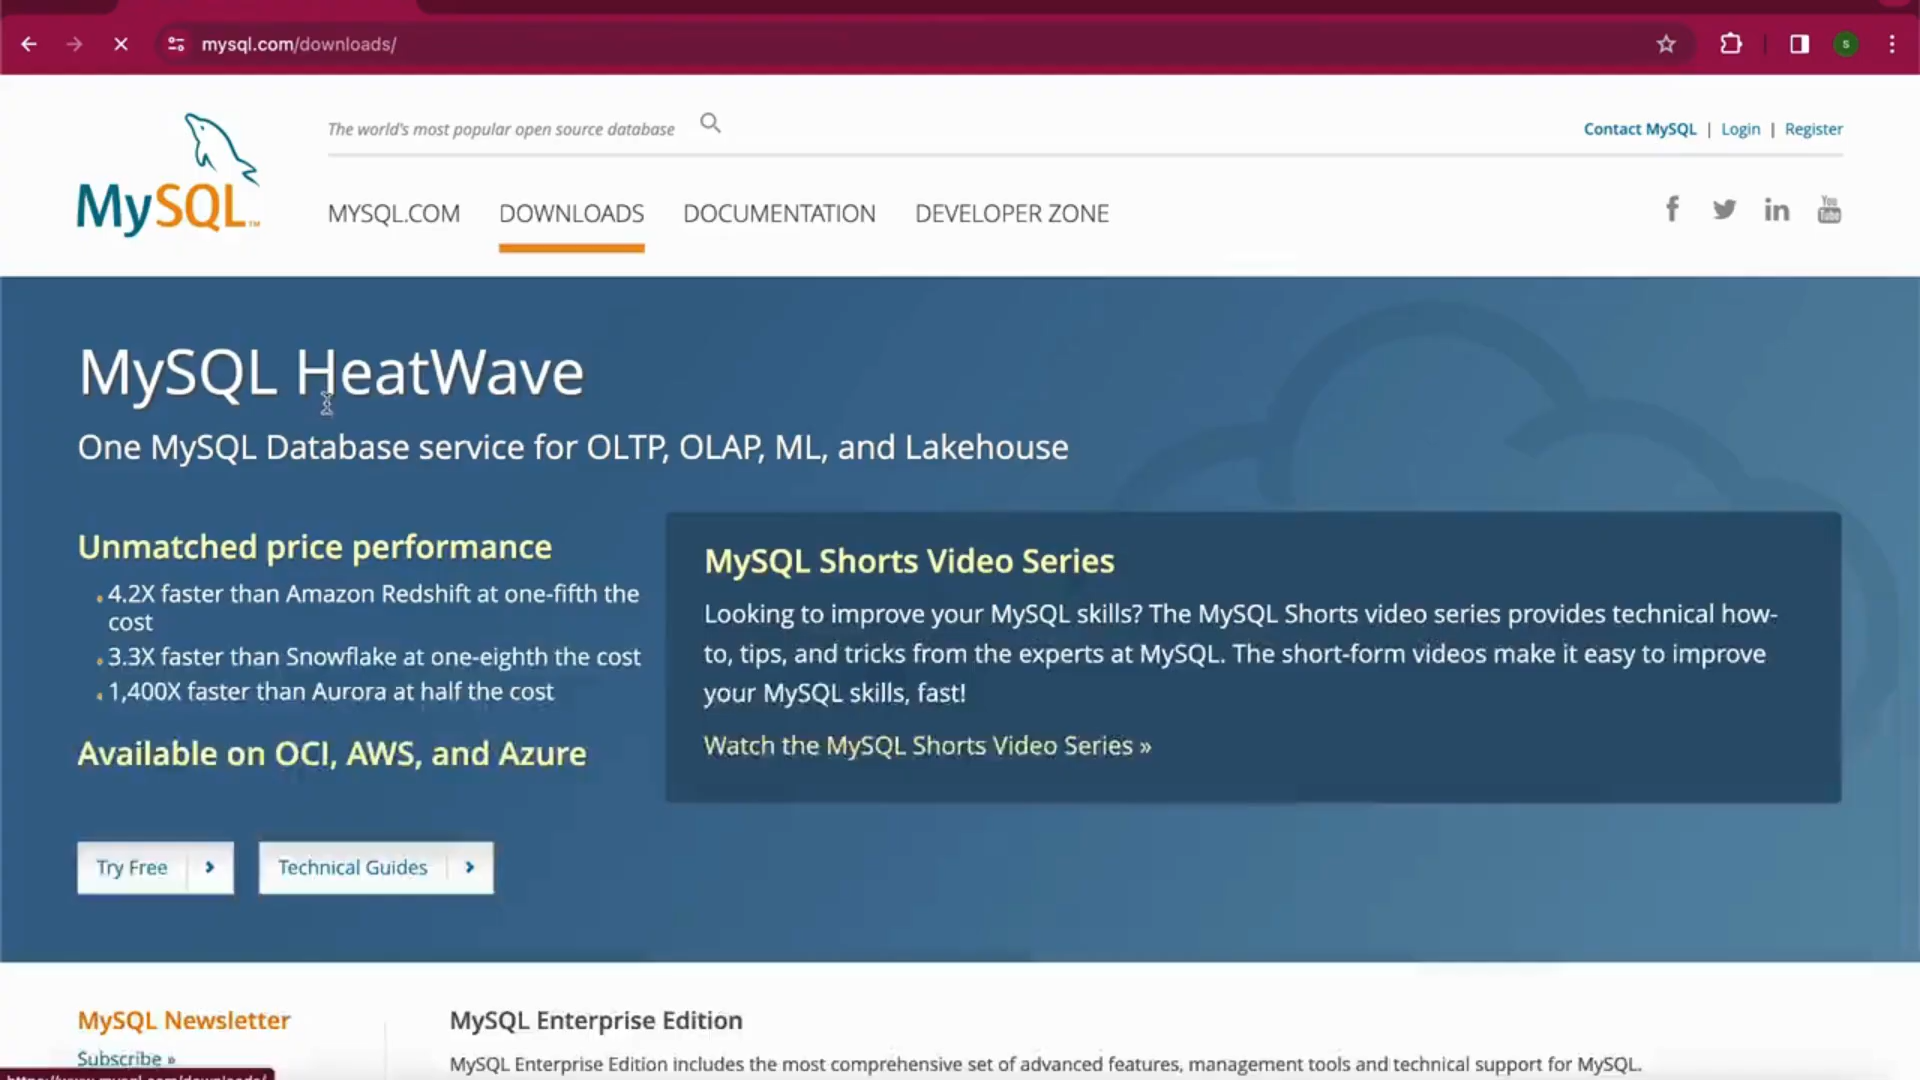 mysql.com/downloads/
S
The world's most popular open source database
Contact MySQL | Login | Register
MySQL™
MYSQL.COM DOWNLOADS DOCUMENTATION DEVELOPER ZONE
You Tube
MySQL HeatWave
One MySQL Database service for OLTP, OLAP, ML, and Lakehouse
Unmatched price performance
4.2X faster than Amazon Redshift at one-fifth the
cost
3.3X faster than Snowflake at one-eighth the cost
1,400X faster than Aurora at half the cost
Available on OCI, AWS, and Azure
MySQL Shorts Video Series
Looking to improve your MySQL skills? The MySQL Shorts video series provides technical how-
to, tips, and tricks from the experts at MySQL. The short-form videos make it easy to improve
your MySQL skills, fast!
Watch the MySQL Shorts Video Series »
Try Free
Technical Guides
MySQL Newsletter
Subscribe »
MySQL Enterprise Edition
MySQL Enterprise Edition includes the most comprehensive set of advanced features, management tools and technical support for MySQL.